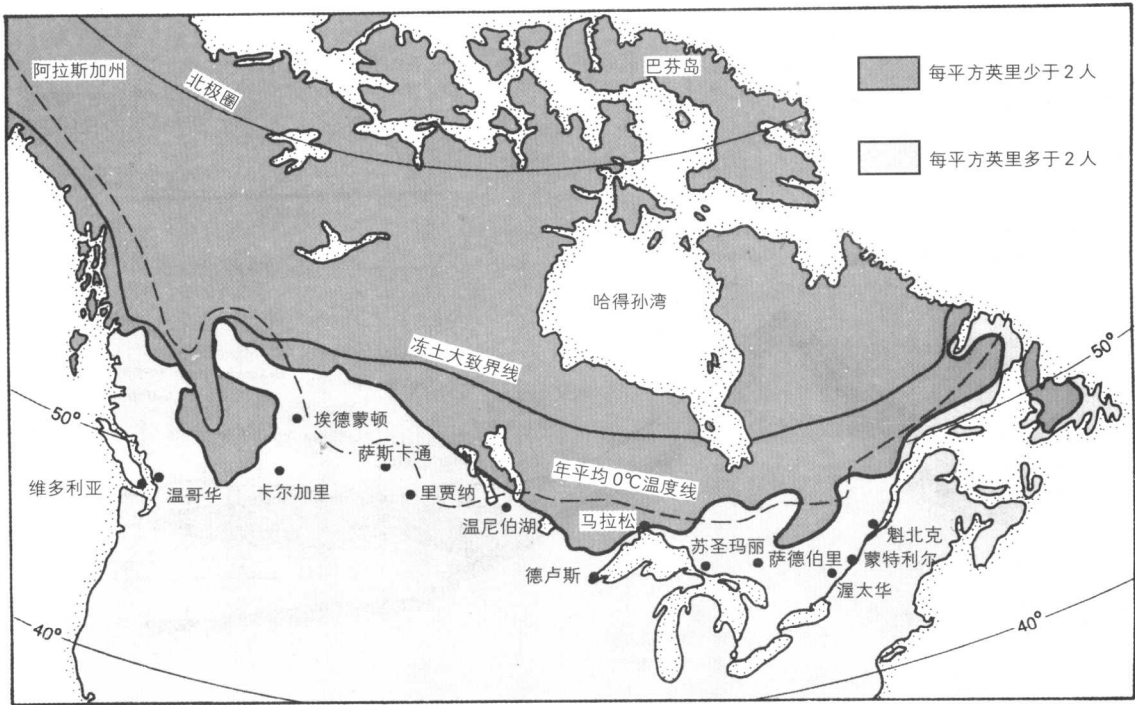 阿拉斯加州
北极圈
巴芬岛
每平方英里少于2人
每平方英里多于2人
哈得孙湾
东土大致界线
50°
50°
埃德蒙顿
萨斯卡通
年平均0℃温度线
维多利亚
温哥华
卡尔加里
里贾纳
温尼伯湖
马拉松
魁北克
苏圣玛丽
萨德伯里
蒙特利尔
德卢斯
渥太华
40°
40°